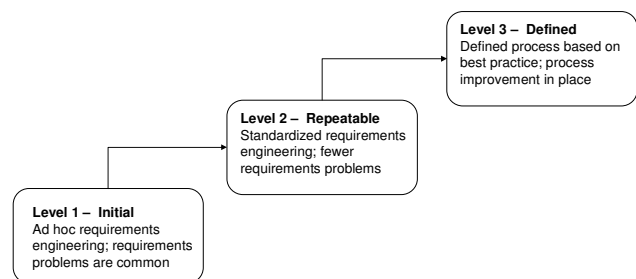 Level 3 – Defined
Defined process based on
best practice; process
improvement in place
Level 2 – Repeatable
Standardized requirements
engineering; fewer
requirements problems
Level 1 – Initial
Ad hoc requirements
engineering; requirements
problems are common